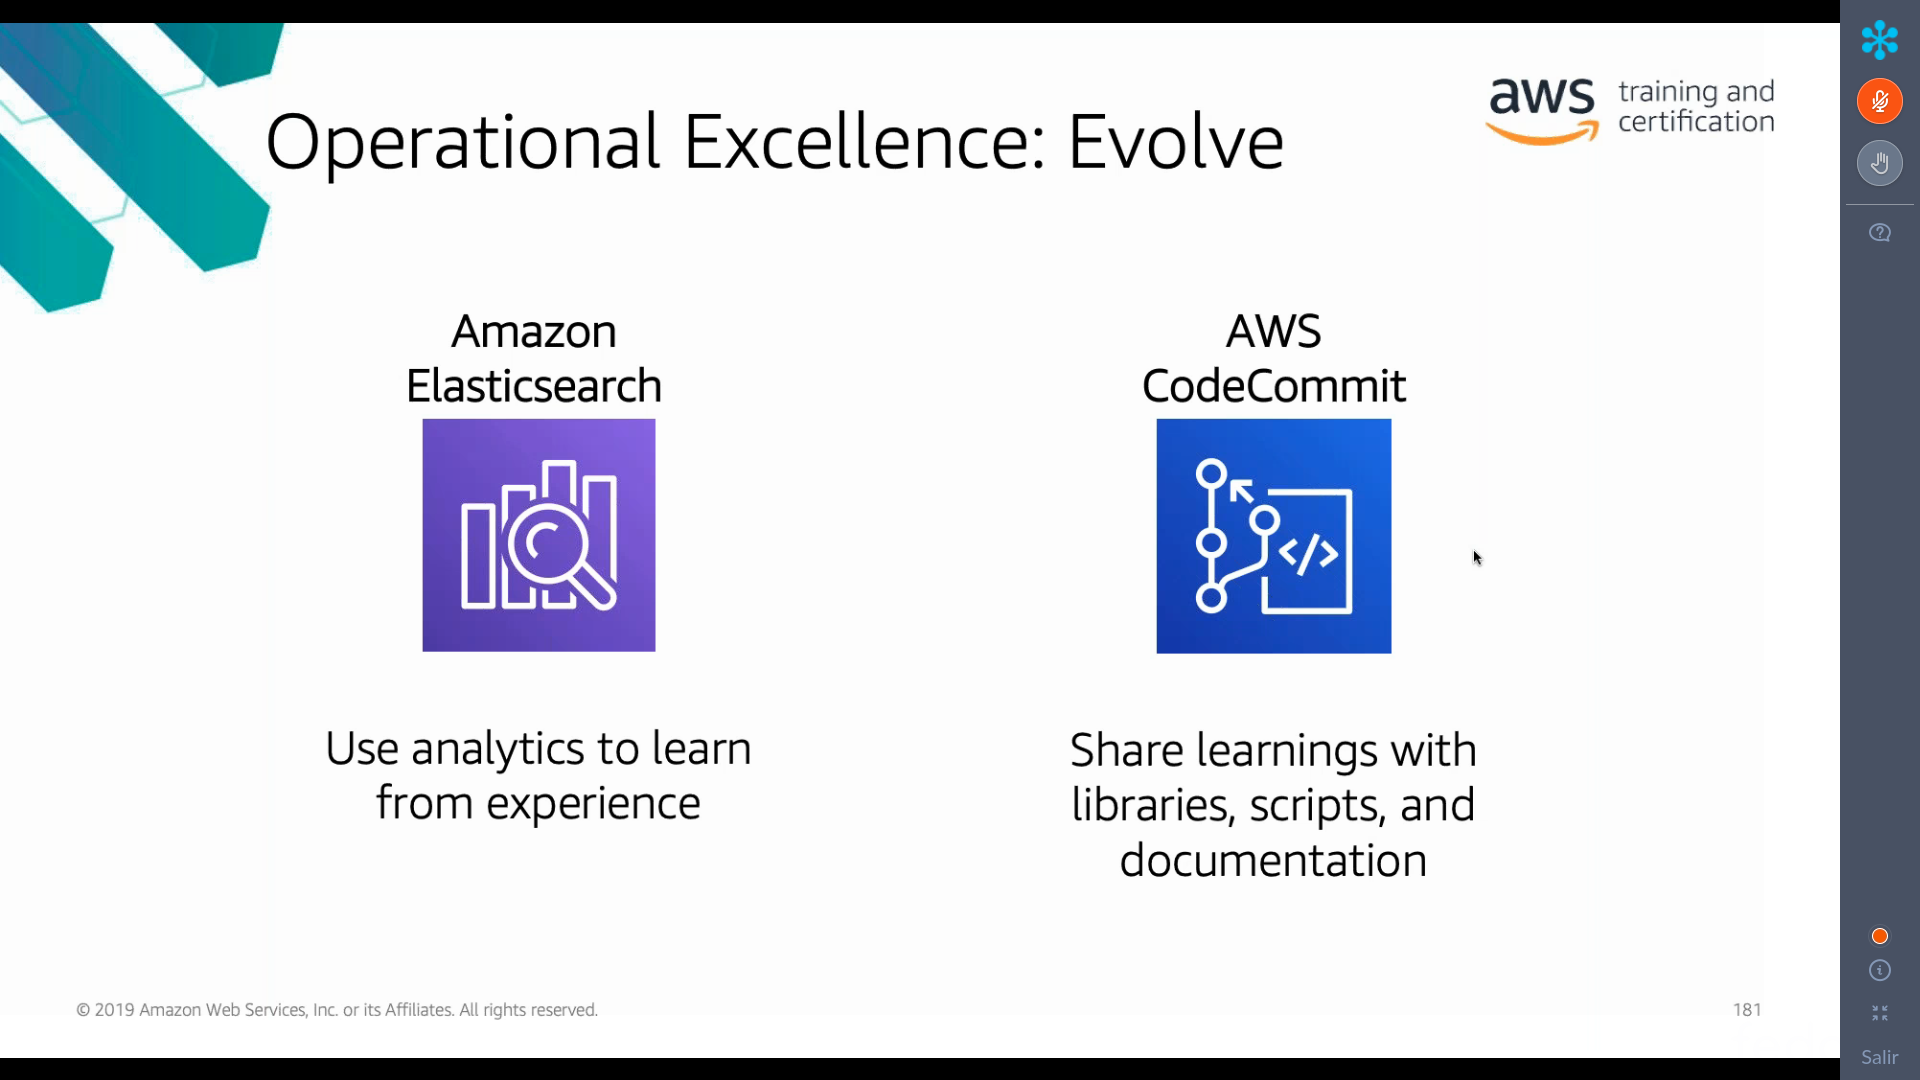 Operational Excellence: Evolve
aws training and
certification
Amazon
Elasticsearch
AWS
CodeCommit
</>
Use analytics to learn
from experience
Share learnings with
libraries, scripts, and
documentation
© 2019 Amazon Web Services, Inc. or its Affiliates. All rights reserved.
181
Salir